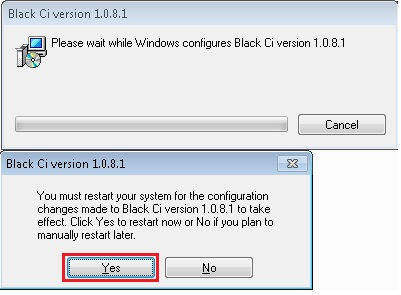 Black Ci version 1.0.8.1
Please wait while Windows configures Black Ci version 1.0.8.1
Cancel
Black Ci version 1.0.8.1
You must restart your system for the configuration
changes made to Black Ci version 1.0.8.1 to take
effect. Click Yes to restart now or No if you plan to
manually restart later.
Yes
No